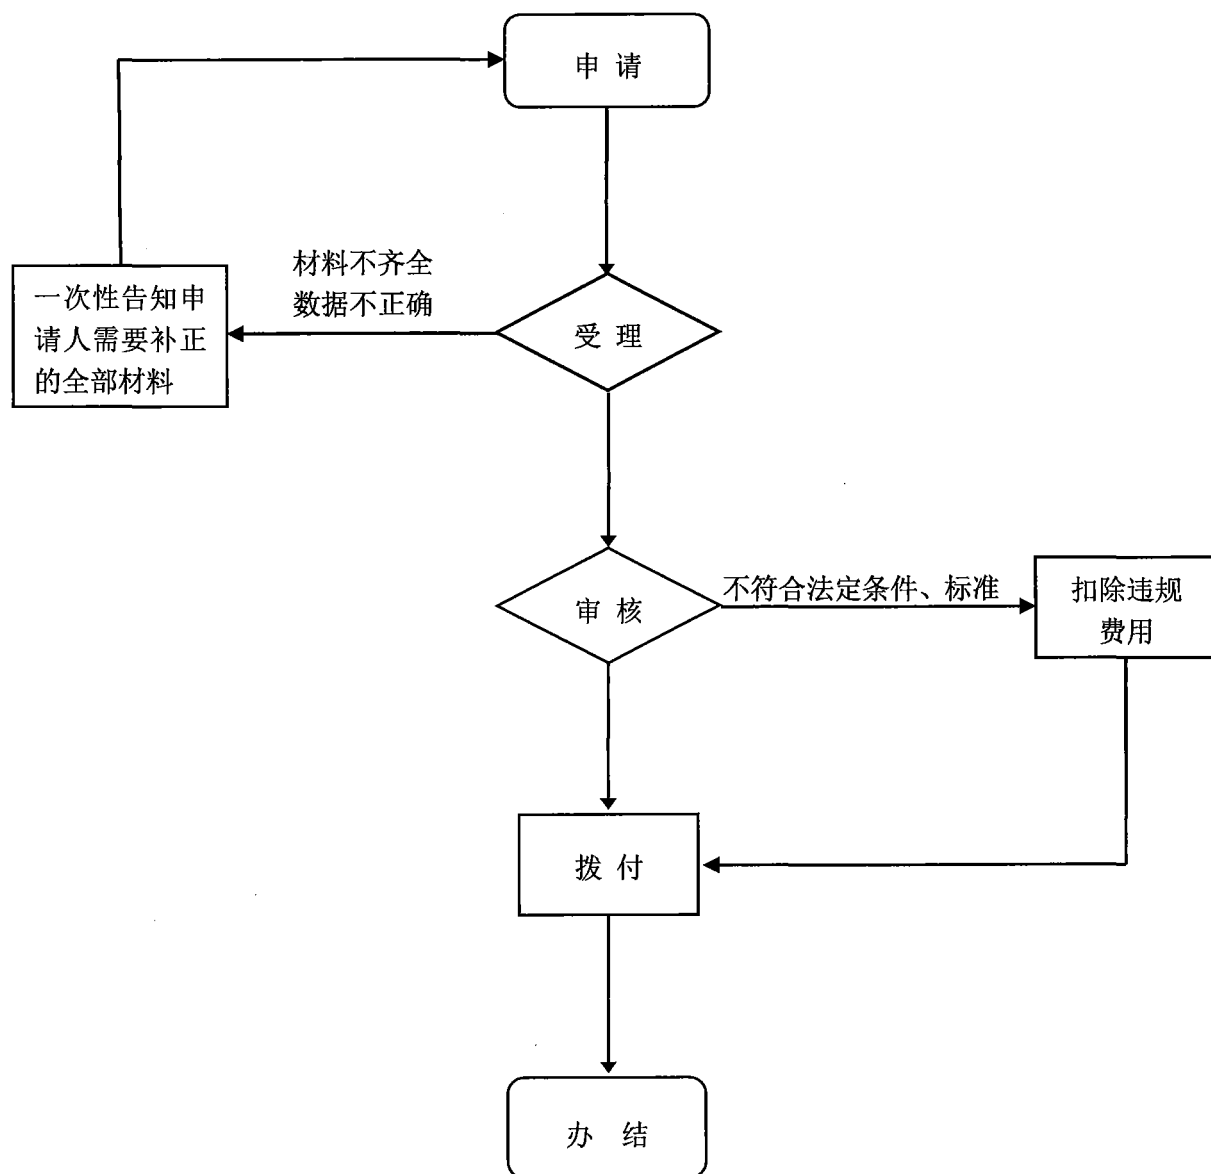 申请
材料不齐全
数据不正确
一次性告知申
请人需要补正
的全部材料
受理
审核
不符合法定条件、标准
扣除违规
费用
拨付
办结